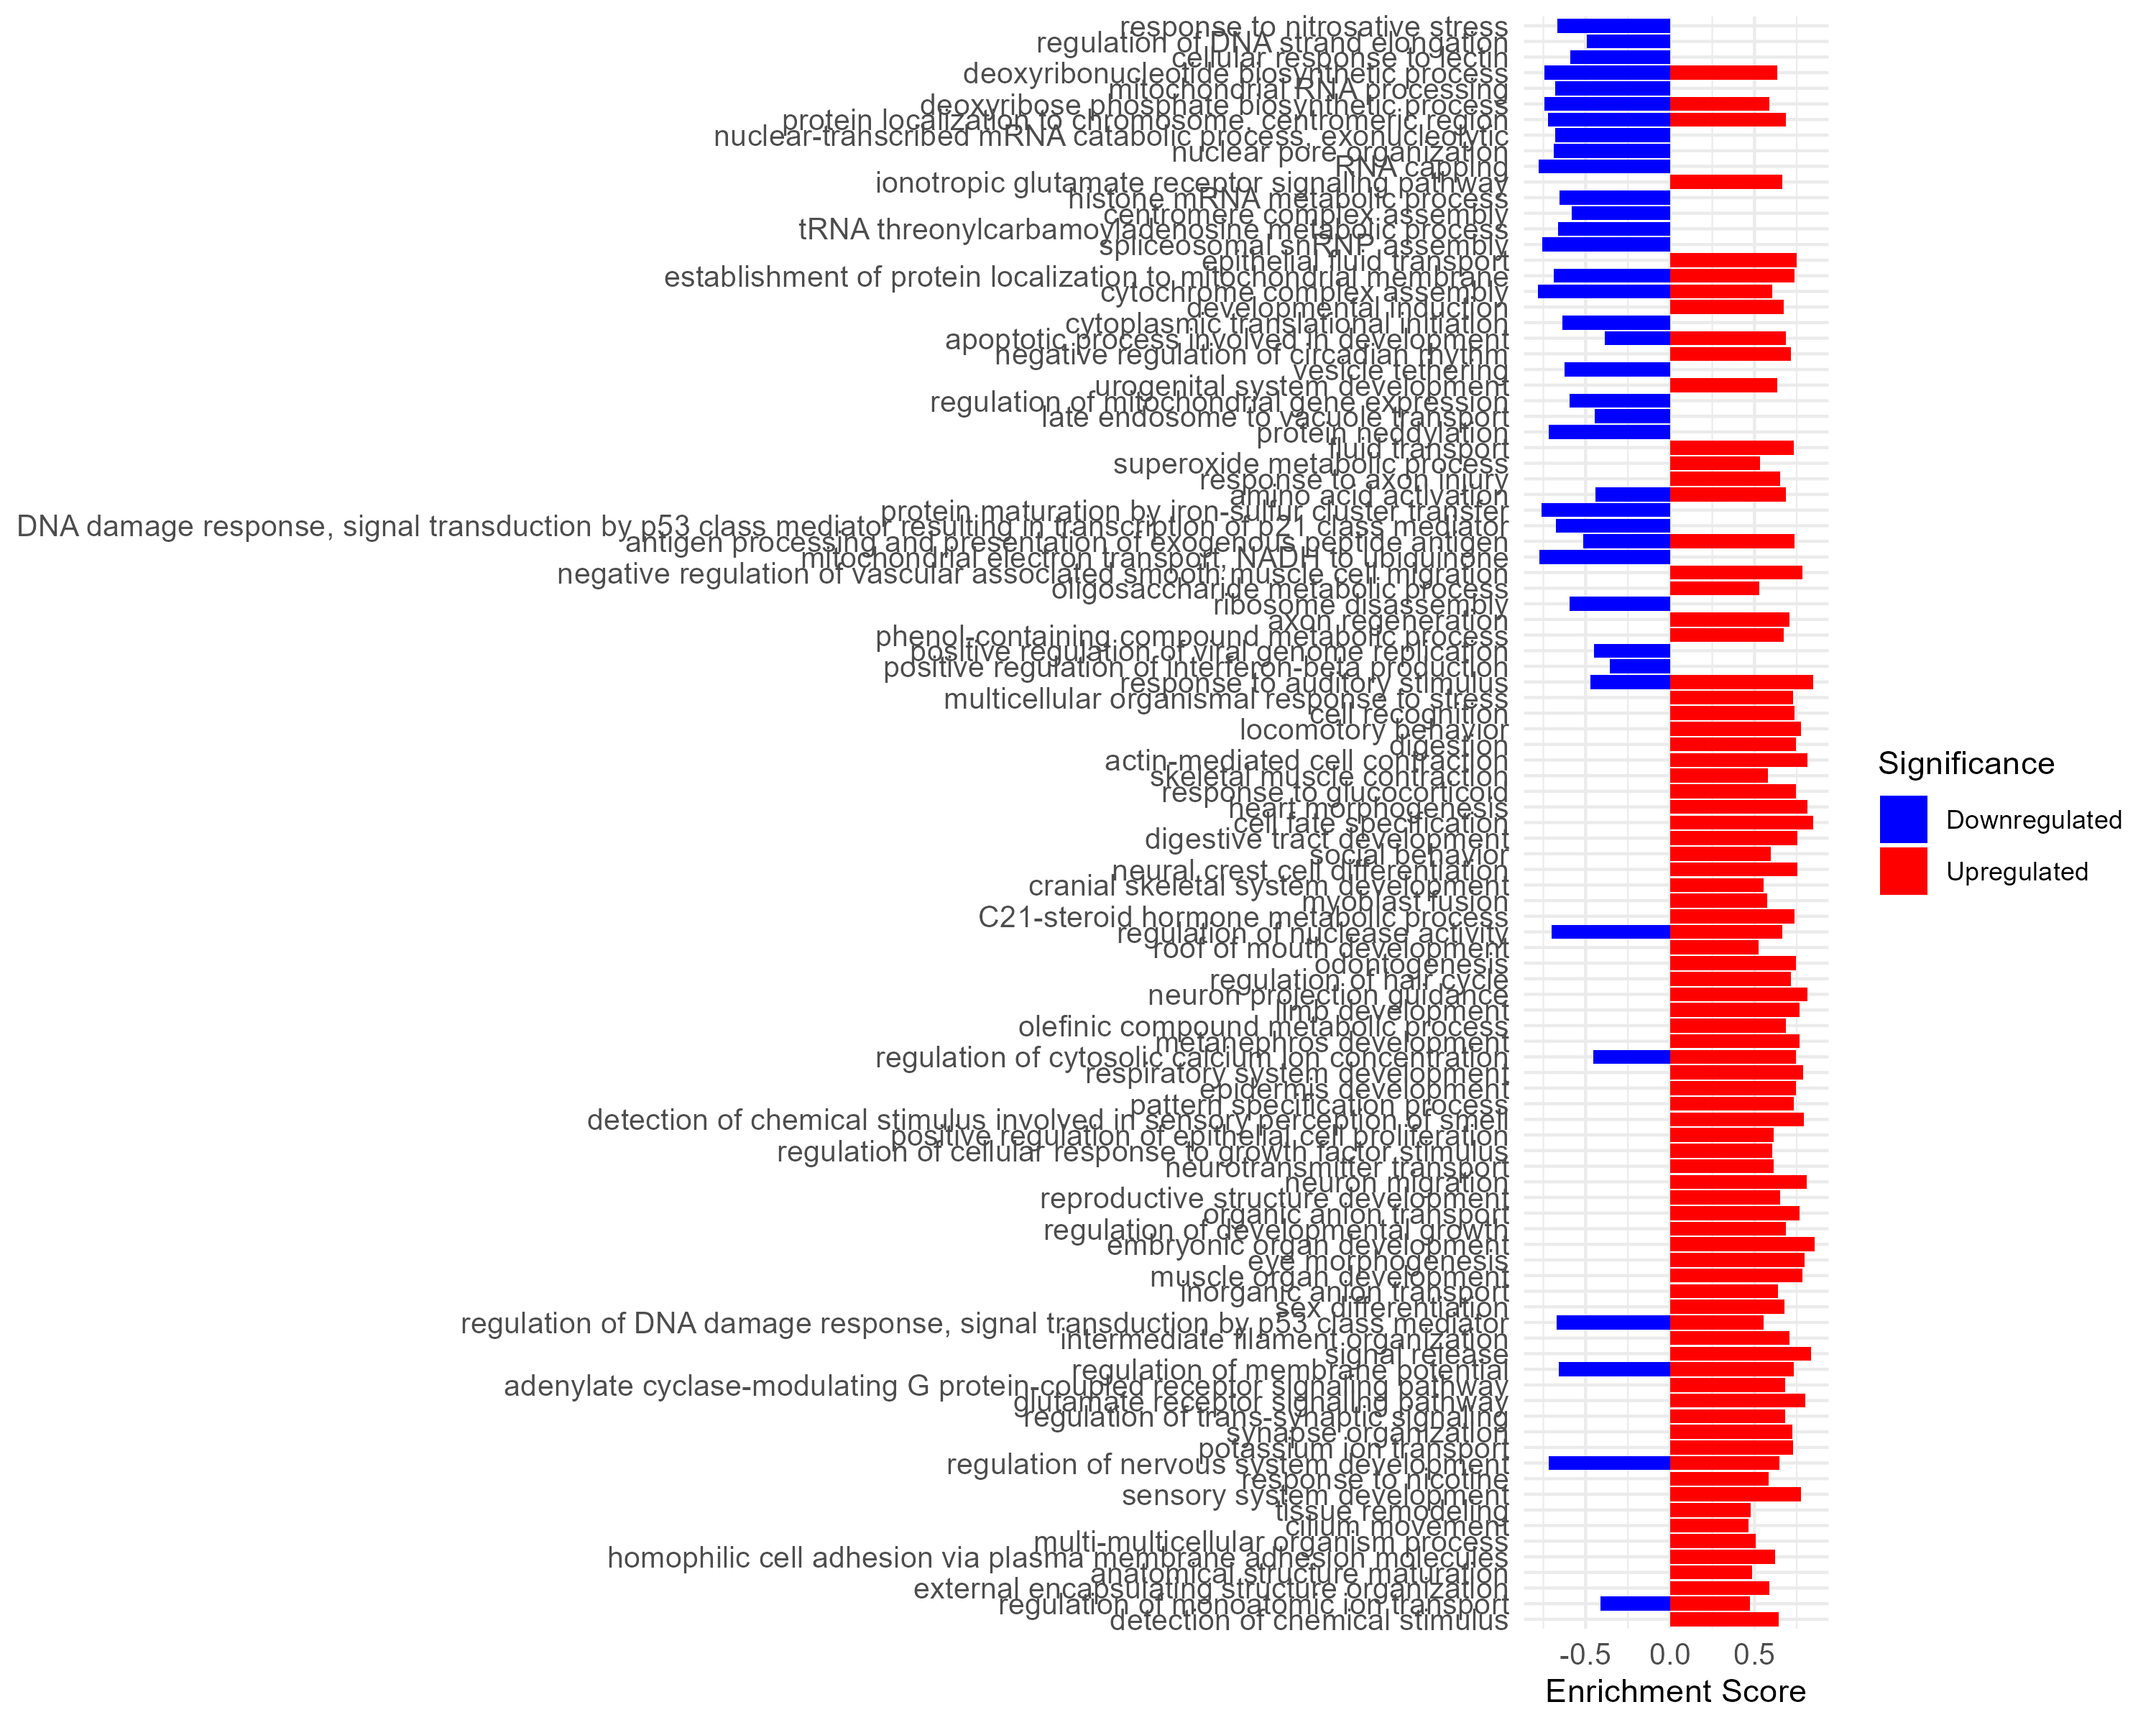 response to nitrosative stress
regulation of DNA strand elongation
cellular response to lectin
deoxyribonucleotide biosynthetic process
mitochondrial RNA processing
deoxyribose phosphate biosynthetic process
protein localization to chromosome, centromeric region
nuclear-transcribed mRNA catabolic process, exonucleolytic
nuclear pore organization
RNA capping
ionotropic glutamate receptor signaling pathway
histone mRNA metabolic process
centromere complex assembly
tRNA threonylcarbamoyladenosine metabolic process
spliceosomal snRNP assembly
epithelial fluid transport
establishment of protein localization to mitochondrial membrane
cytochrome complex assembly
developmental induction
cytoplasmic translational initiation
apoptotic process involved in development
negative regulation of circadian rhythm
vesicle tethering
urogenital system development
regulation of mitochondrial gene expression
late endosome to vacuole transport
protein neddylation
fluid transport
superoxide metabolic process
response to axon injury
amino acid activation
protein maturation by iron-sulfur cluster transfer
DNA damage response, signal transduction by p53 class mediator resulting in transcription of p21 class mediator
antigen processing and presentation of exogenous peptide antigen
mitochondrial electron transport, NADH to ubiquinone
negative regulation of vascular associated smooth muscle cell migration
oligosaccharide metabolic process
ribosome disassembly
axon regeneration
phenol-containing compound metabolic process
positive regulation of viral genome replication
positive regulation of interferon-beta production
response to auditory stimulus
multicellular organismal response to stress
cell recognition
locomotory behavior
digestion
actin-mediated cell contraction
skeletal muscle contraction
response to glucocorticoid
heart morphogenesis
cell fate specification
digestive tract development
social behavior
neural crest cell differentiation
cranial skeletal system development
myoblast fusion
C21-steroid hormone metabolic process
regulation of nuclease activity
roof of mouth development
odontogenesis
regulation of hair cycle
neuron projection guidance
limb development
olefinic compound metabolic process
metanephros development
regulation of cytosolic calcium ion concentration
respiratory system development
epidermis development
pattern specification process
detection of chemical stimulus involved in sensory perception of smell
positive regulation of epithelial cell proliferation
regulation of cellular response to growth factor stimulus
neurotransmitter transport
neuron migration
reproductive structure development
organic anion transport
regulation of developmental growth
embryonic organ development
eye morphogenesis
muscle organ development
inorganic anion transport
sex differentiation
regulation of DNA damage response, signal transduction by p53 class mediator
intermediate filament organization
signal release
regulation of membrane potential
adenylate cyclase-modulating G protein-coupled receptor signaling pathway
glutamate receptor signaling pathway
regulation of trans-synaptic signaling
synapse organization
potassium ion transport
regulation of nervous system development
response to nicotine
sensory system development
tissue remodeling
cilium movement
multi-multicellular organism process
homophilic cell adhesion via plasma membrane adhesion molecules
anatomical structure maturation
external encapsulating structure organization
regulation of monoatomic ion transport
detection of chemical stimulus
-0.5 0.0 0.5
Enrichment Score
Significance
Downregulated
Upregulated